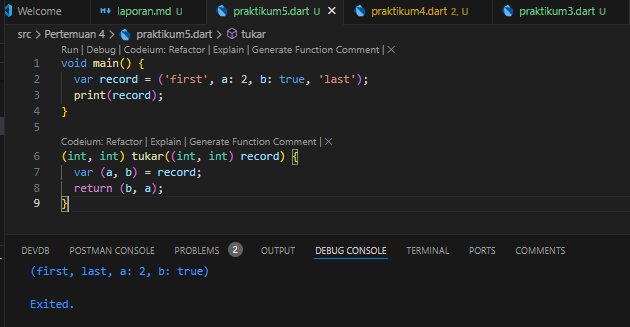 Welcome laporan.md U praktikum5.dart U praktikum4.dart 2, U praktikum3.dart U
src > Pertemuan 4 > praktikum5.dart > tukar
Run | Debug | Codeium: Refactor | Explain | Generate Function Comment | ×
1 void main() {
2 var record = ('first', a: 2, b: true, 'last');
3 print(record);
4 }
5
Codeium: Refactor | Explain | Generate Function Comment | ×
6 (int, int) tukar((int, int) record) {
7 var (a, b) = record;
8 return (b, a);
9 }
DEVDB POSTMAN CONSOLE PROBLEMS 2 OUTPUT DEBUG CONSOLE TERMINAL PORTS COMMENTS
(first, last, a: 2, b: true)
Exited.